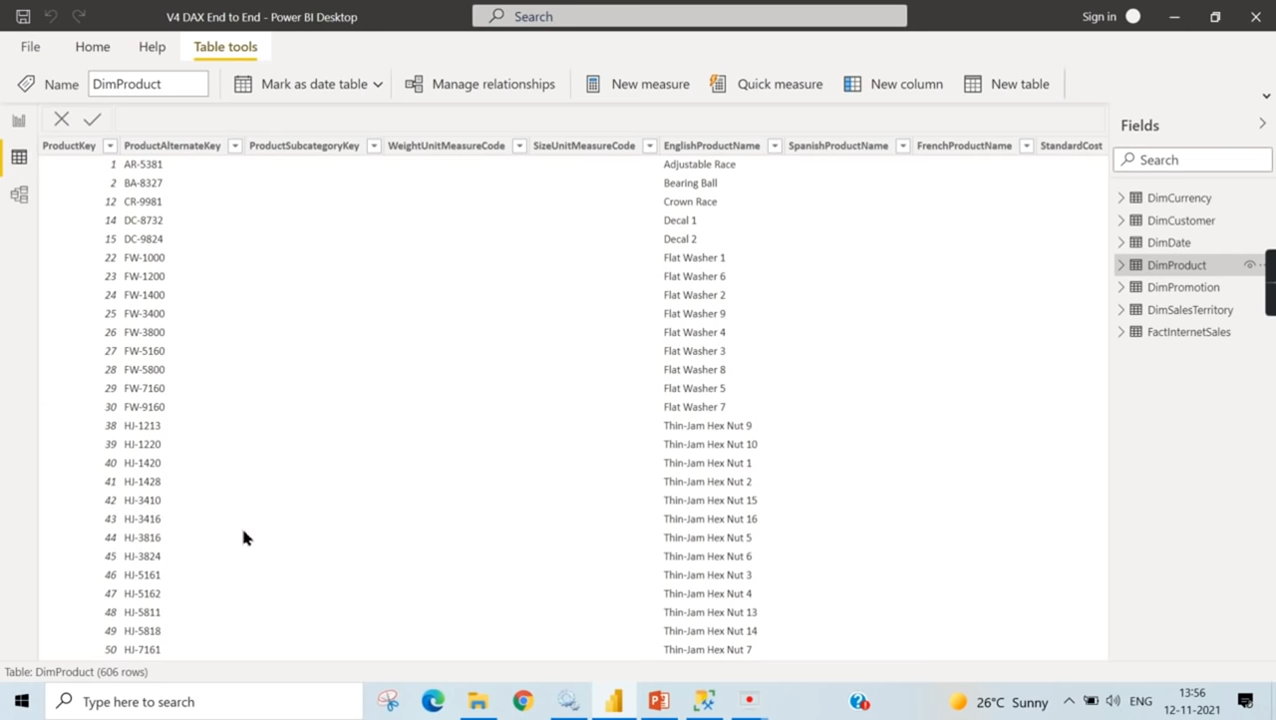 V4 DAX End to End - Power BI Desktop
Search
Sign in
File Home Help Table tools
Name DimProduct Mark as date table Manage relationships New measure Quick measure New column New table
ProductKey ProductAlternateKey ProductSubcategoryKey WeightUnitMeasureCode SizeUnitMeasureCode EnglishProductName SpanishProductName FrenchProductName StandardCost
1 AR-5381 Adjustable Race
2 BA-8327 Bearing Ball
12 CR-9981 Crown Race
14 DC-8732 Decal 1
15 DC-9824 Decal 2
22 FW-1000 Flat Washer 1
23 FW-1200 Flat Washer 6
24 FW-1400 Flat Washer 2
25 FW-3400 Flat Washer 9
26 FW-3800 Flat Washer 4
27 FW-5160 Flat Washer 3
28 FW-5800 Flat Washer 8
29 FW-7160 Flat Washer 5
30 FW-9160 Flat Washer 7
38 HJ-1213 Thin-Jam Hex Nut 9
39 HJ-1220 Thin-Jam Hex Nut 10
40 HJ-1420 Thin-Jam Hex Nut 1
41 HJ-1428 Thin-Jam Hex Nut 2
42 HJ-3410 Thin-Jam Hex Nut 15
43 HJ-3416 Thin-Jam Hex Nut 16
44 HJ-3816 Thin-Jam Hex Nut 5
45 HJ-3824 Thin-Jam Hex Nut 6
46 HJ-5161 Thin-Jam Hex Nut 3
47 HJ-5162 Thin-Jam Hex Nut 4
48 HJ-5811 Thin-Jam Hex Nut 13
49 HJ-5818 Thin-Jam Hex Nut 14
50 HJ-7161 Thin-Jam Hex Nut 7
Fields
Search
DimCurrency
DimCustomer
DimDate
DimProduct
DimPromotion
DimSalesTerritory
FactInternetSales
Table: DimProduct (606 rows)
Type here to search
26°C Sunny
ENG
13:56
12-11-2021